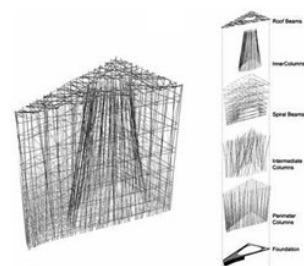 Roof Beams
Inner Columns
Spiral Beams
Intermediate
Columns
Perimeter
Columns
Foundation